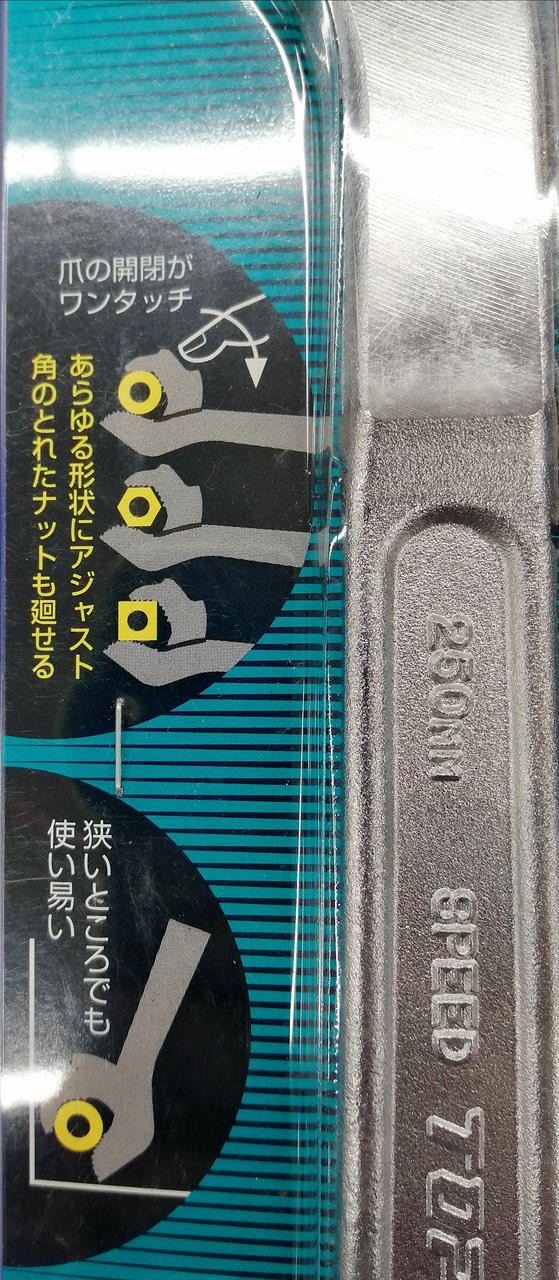 爪の開閉が
ワンタッチ
あらゆる形状にアジャスト
角のとれたナットも廻せる
狭いところでも
使い易い
250MM
SPEED